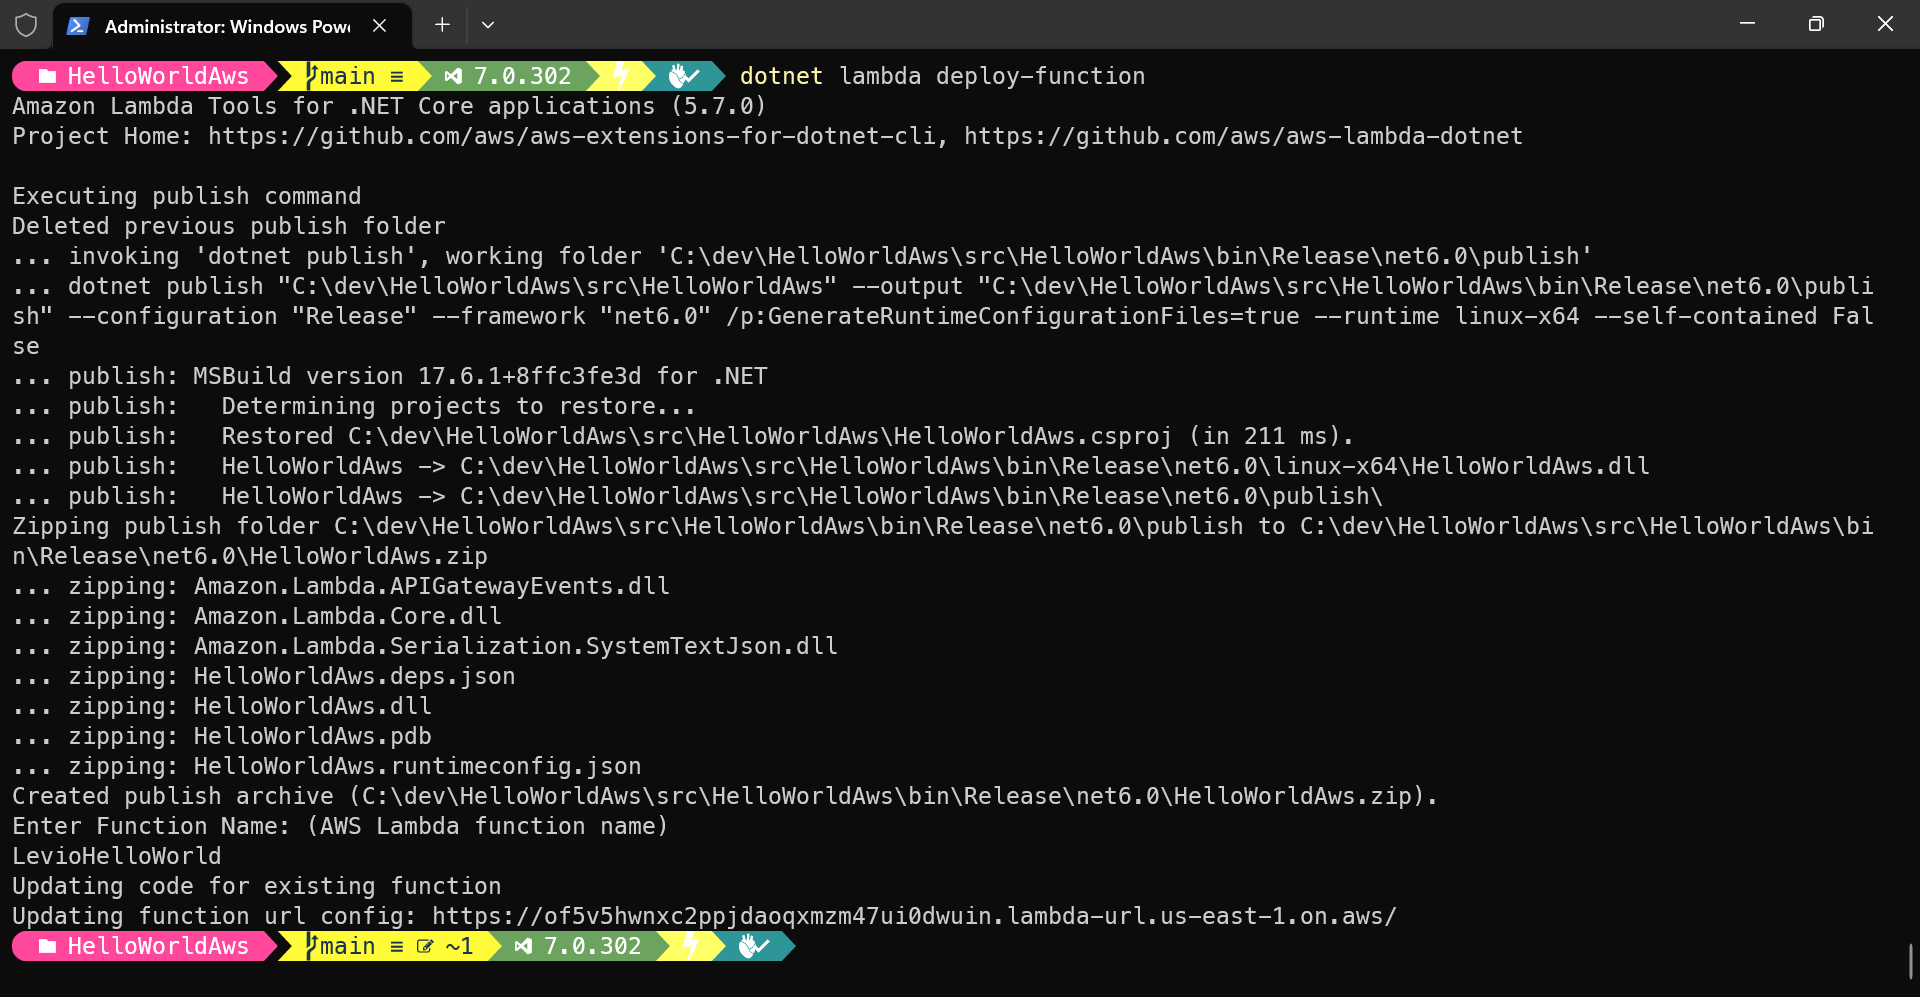 Administrator: Windows Powe
HelloWorldAws main ≡ 7.0.302 dotnet lambda deploy-function
Amazon Lambda Tools for .NET Core applications (5.7.0)
Project Home: https://github.com/aws/aws-extensions-for-dotnet-cli, https://github.com/aws/aws-lambda-dotnet
Executing publish command
Deleted previous publish folder
... invoking 'dotnet publish', working folder 'C:\dev\HelloWorldAws\src\HelloWorldAws\bin\Release\net6.0\publish'
... dotnet publish "C:\dev\HelloWorldAws\src\HelloWorldAws" --output "C:\dev\HelloWorldAws\src\HelloWorldAws\bin\Release\net6.0\publi
sh" --configuration "Release" --framework "net6.0" /p:GenerateRuntimeConfigurationFiles=true --runtime linux-x64 --self-contained Fal
se
... publish: MSBuild version 17.6.1+8ffc3fe3d for .NET
... publish:   Determining projects to restore...
... publish:   Restored C:\dev\HelloWorldAws\src\HelloWorldAws\HelloWorldAws.csproj (in 211 ms).
... publish:   HelloWorldAws -> C:\dev\HelloWorldAws\src\HelloWorldAws\bin\Release\net6.0\linux-x64\HelloWorldAws.dll
... publish:   HelloWorldAws -> C:\dev\HelloWorldAws\src\HelloWorldAws\bin\Release\net6.0\publish\
Zipping publish folder C:\dev\HelloWorldAws\src\HelloWorldAws\bin\Release\net6.0\publish to C:\dev\HelloWorldAws\src\HelloWorldAws\bi
n\Release\net6.0\HelloWorldAws.zip
... zipping: Amazon.Lambda.APIGatewayEvents.dll
... zipping: Amazon.Lambda.Core.dll
... zipping: Amazon.Lambda.Serialization.SystemTextJson.dll
... zipping: HelloWorldAws.deps.json
... zipping: HelloWorldAws.dll
... zipping: HelloWorldAws.pdb
... zipping: HelloWorldAws.runtimeconfig.json
Created publish archive (C:\dev\HelloWorldAws\src\HelloWorldAws\bin\Release\net6.0\HelloWorldAws.zip).
Enter Function Name: (AWS Lambda function name)
LevioHelloWorld
Updating code for existing function
Updating function url config: https://of5v5hwnxc2ppjdaoqxmzm47ui0dwuin.lambda-url.us-east-1.on.aws/
HelloWorldAws main ≡ ~1 7.0.302